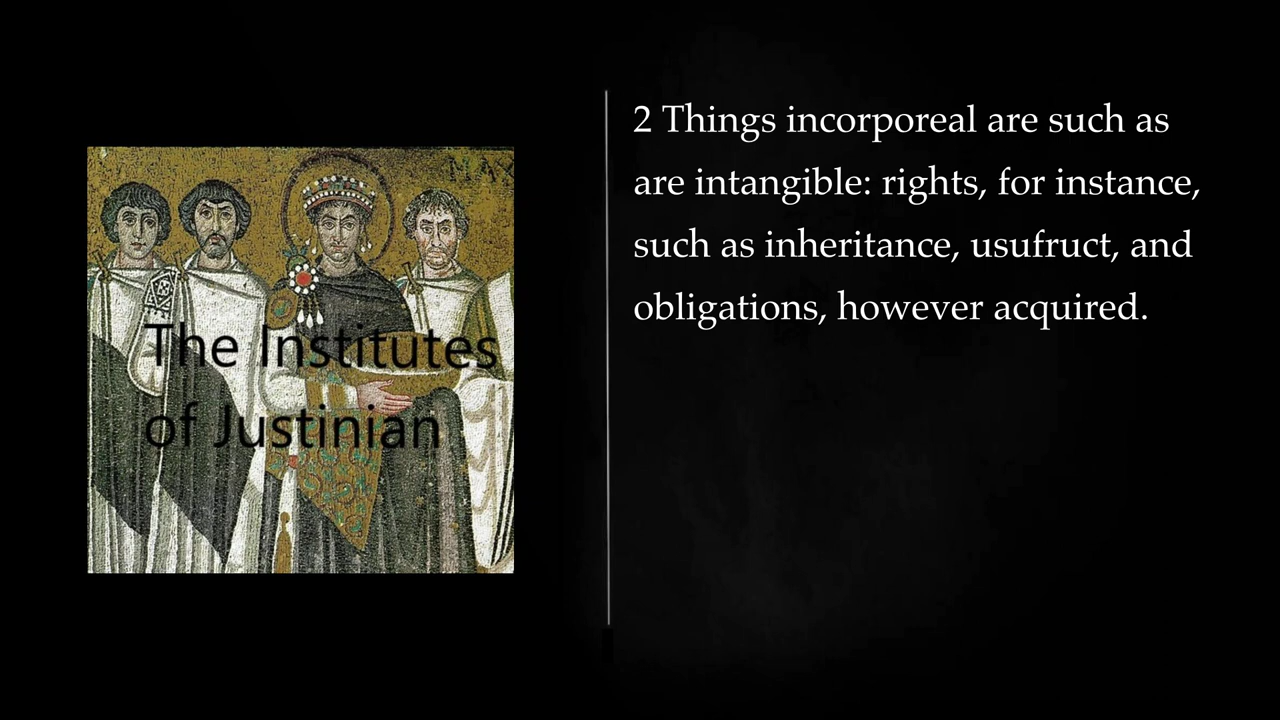 The Institutes
of Justinian
2 Things incorporeal are such as
are intangible: rights, for instance,
such as inheritance, usufruct, and
obligations, however acquired.